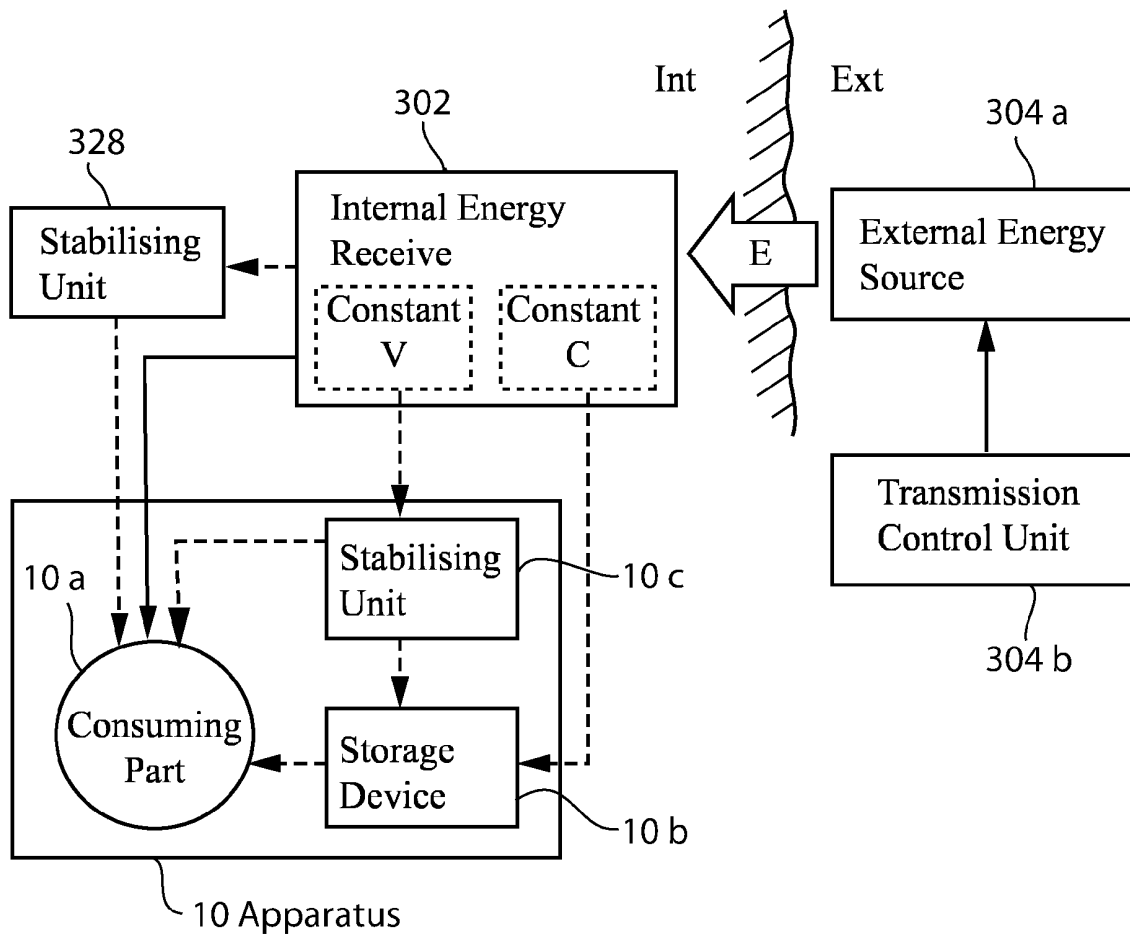 Int
Ext
302
304 a
328
Internal Energy
Receive
Stabilising
Unit
External Energy
Source
E
Constant
V
Constant
C
Transmission
Control Unit
Stabilising
Unit
10 a
10 c
304 b
Consuming
Part
Storage
Device
10 b
10 Apparatus